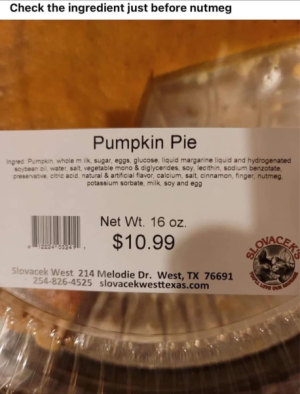 Check the ingredient just before nutmeg
Pumpkin Pie
Ingred: Pumpkin, whole m ilk, sugar, eggs, glucose, liquid margarine liquid and hydrogenated
soybean oil, water, salt, vegetable mono & diglycerides, soy, lecithin, sodium benzotate,
preservative, citric acid, natural & artificial flavor, calcium, salt, cinnamon, finger, nutmeg,
potassium sorbate, milk, soy and egg
Net Wt. 16 oz.
$10.99
SLOVACEK'S
Slovacek West 214 Melodie Dr. West, TX 76691
254-826-4525 slovacekwesttexas.com